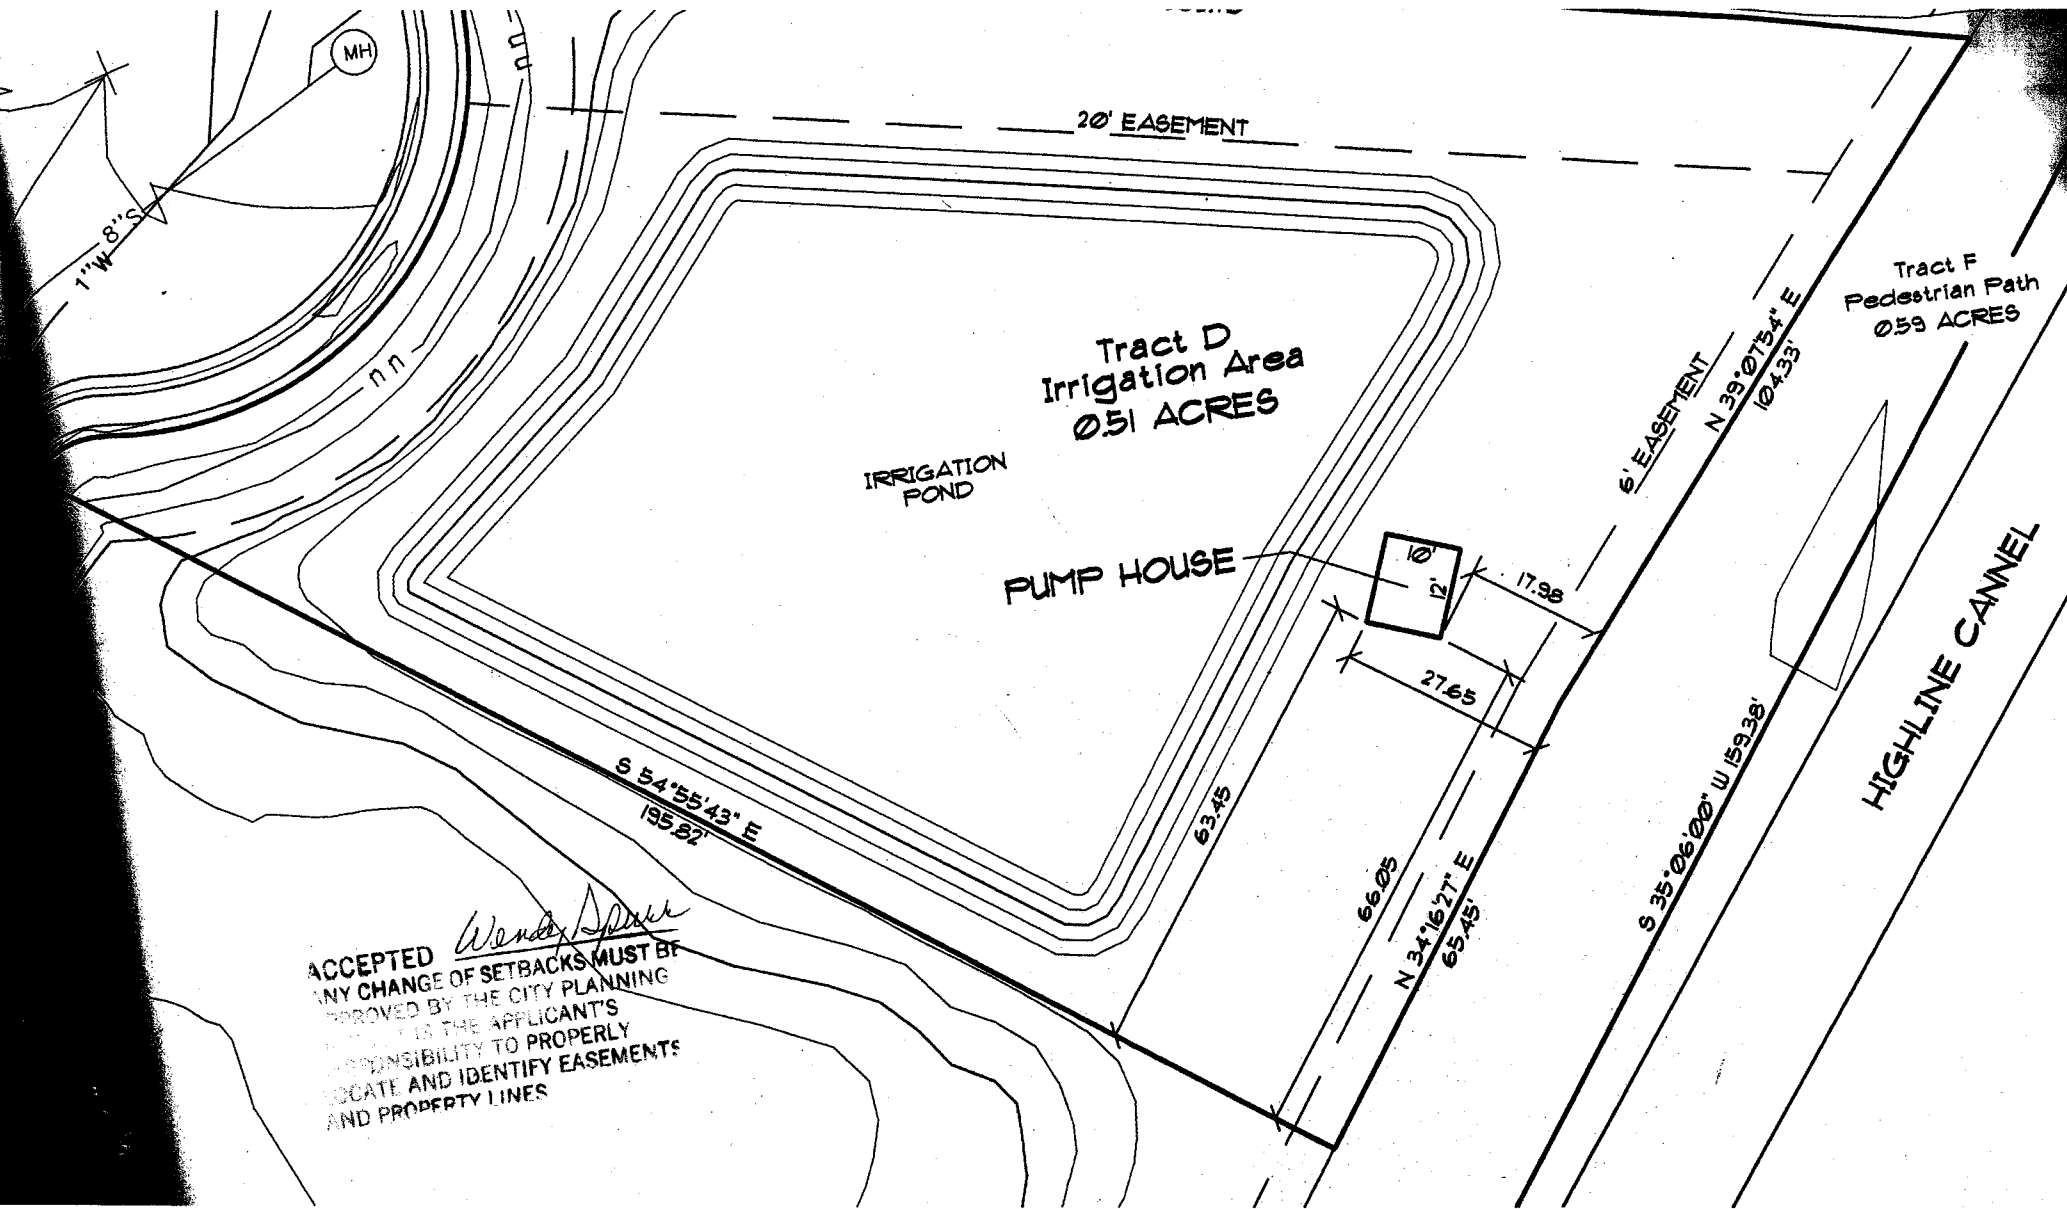 MH
20' EASEMENT
1"W 8"S
Tract F
Pedestrian Path
0.59 ACRES
Tract D
Irrigation Area
0.51 ACRES
N 39°07'54" E
104.33'
6' EASEMENT
IRRIGATION
POND
PUMP HOUSE
10'
12'
17.98
27.65
HIGHLINE CANNEL
S 54°55'43" E
195.82'
63.45
66.05
N 34°16'27" E
65.45'
S 35°06'00" W 159.38'
ACCEPTED Wendy Spurr
ANY CHANGE OF SETBACKS MUST BE
APPROVED BY THE CITY PLANNING
IT IS THE APPLICANT'S
RESPONSIBILITY TO PROPERLY
LOCATE AND IDENTIFY EASEMENTS
AND PROPERTY LINES